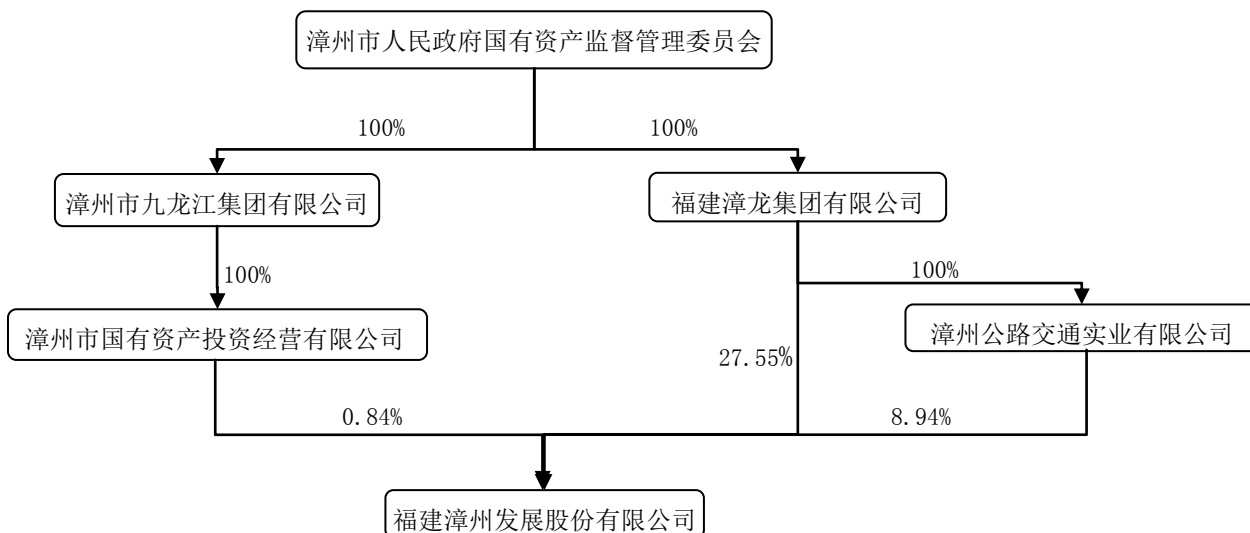 漳州市人民政府国有资产监督管理委员会
100%
100%
漳州市九龙江集团有限公司
福建漳龙集团有限公司
100%
100%
漳州市国有资产投资经营有限公司
漳州公路交通实业有限公司
27.55%
0.84%
8.94%
福建漳州发展股份有限公司